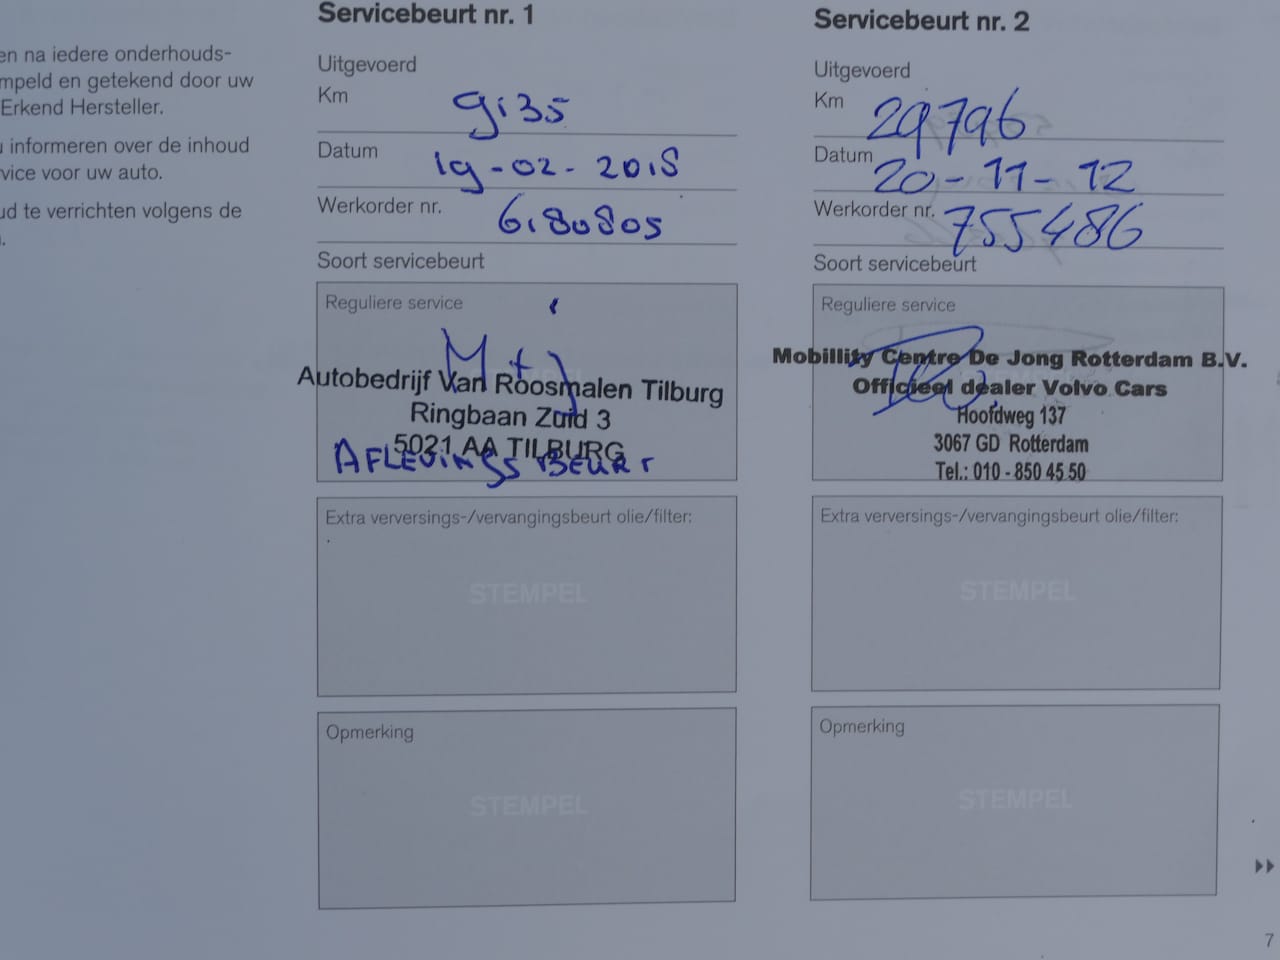 en na iedere onderhouds-
mpeld en getekend door uw
Erkend Hersteller.
u informeren over de inhoud
vice voor uw auto.
ud te verrichten volgens de
Servicebeurt nr. 1
Uitgevoerd
Km 9135
Datum 19-02-2018
Werkorder nr. 6180805
Soort servicebeurt
Reguliere service
Autobedrijf Van Roosmalen Tilburg
Ringbaan Zuid 3
5021 AA TILBURG
AFLEVINGSBEURT
Extra verversings-/vervangingsbeurt olie/filter:
STEMPEL
Opmerking
STEMPEL
Servicebeurt nr. 2
Uitgevoerd
Km 29796
Datum 20-11-12
Werkorder nr. 755486
Soort servicebeurt
Reguliere service
Mobillity Centre De Jong Rotterdam B.V.
Officieel dealer Volvo Cars
Hoofdweg 137
3067 GD Rotterdam
Tel.: 010 - 850 45 50
Extra verversings-/vervangingsbeurt olie/filter:
STEMPEL
Opmerking
STEMPEL
7